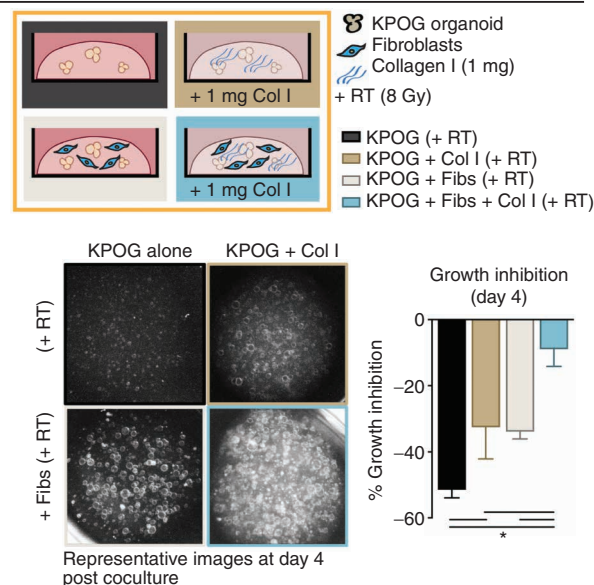 KPOG organoid
Fibroblasts
Collagen I (1 mg)
+ RT (8 Gy)
+ 1 mg Col I
+ 1 mg Col I
KPOG (+ RT)
KPOG + Col I (+ RT)
KPOG + Fibs (+ RT)
KPOG + Fibs + Col I (+ RT)
KPOG alone
KPOG + Col I
(+ RT)
+ Fibs (+ RT)
Representative images at day 4
post coculture
Growth inhibition
(day 4)
% Growth inhibition
0
–20
–40
–60
*